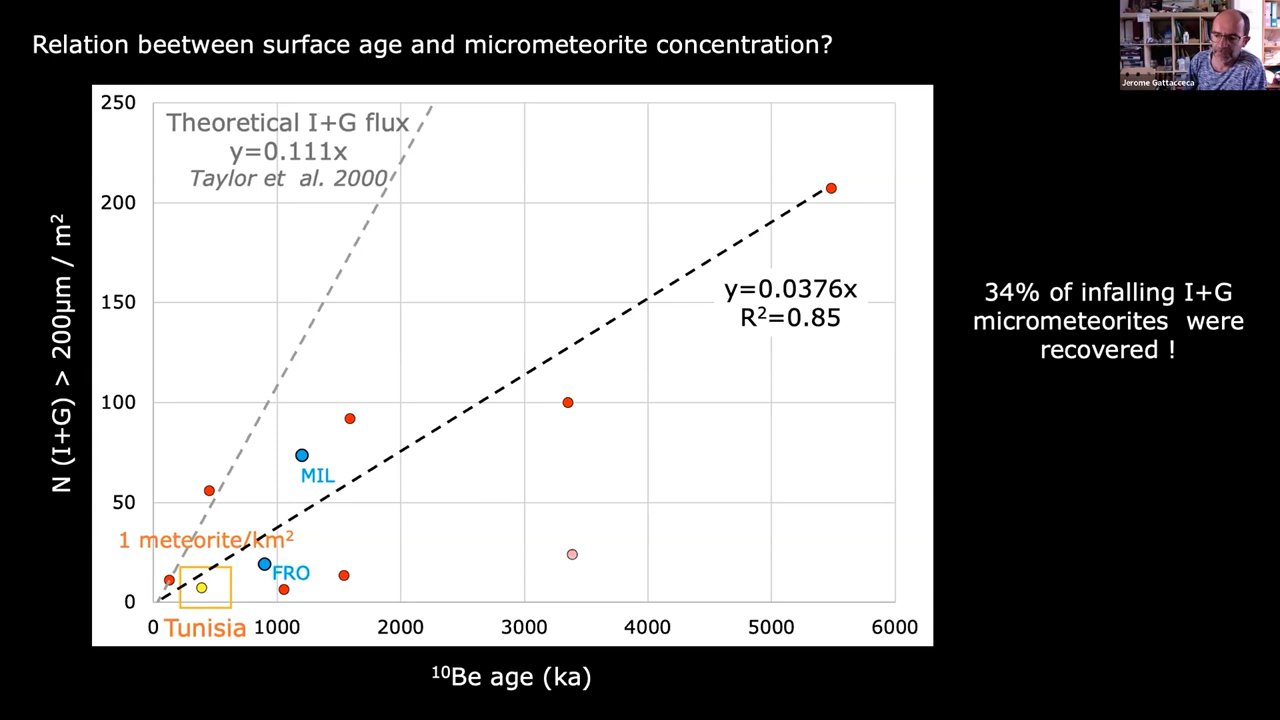 Relation beetween surface age and micrometeorite concentration?
Jerome Gattacceca
N (I+G) > 200µm / m²
250
200
150
100
50
0
Theoretical I+G flux
y=0.111x
Taylor et al. 2000
y=0.0376x
R²=0.85
MIL
1 meteorite/km²
FRO
Tunisia
0
1000
2000
3000
4000
5000
6000
¹⁰Be age (ka)
34% of infalling I+G
micrometeorites were
recovered !